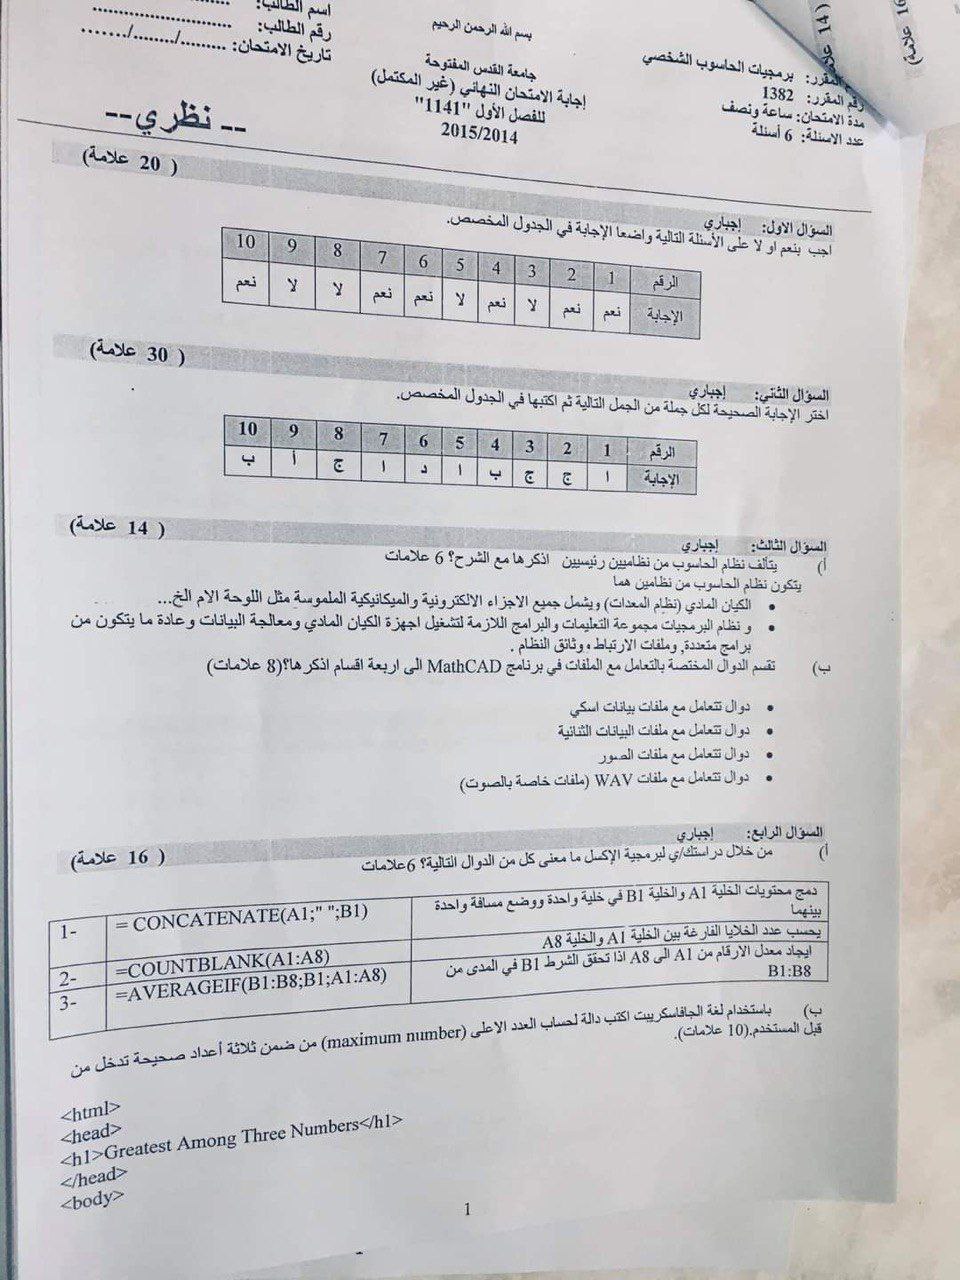 بسم الله الرحمن الرحيم
اسم الطالب: ....................
رقم الطالب: ....................
تاريخ الامتحان: ......../......../.......
جامعة القدس المفتوحة
إجابة الامتحان النهائي (غير المكتمل)
للفصل الأول "1141"
2015/2014
المقرر: برمجيات الحاسوب الشخصي
رقم المقرر: 1382
مدة الامتحان: ساعة ونصف
عدد الاسئلة: 6 أسئلة
-- نظري --
السؤال الاول: إجباري ( 20 علامة)
اجب بنعم او لا على الأسئلة التالية واضعا الإجابة في الجدول المخصص.
الرقم 1 2 3 4 5 6 7 8 9 10
الإجابة نعم نعم لا نعم لا نعم نعم لا لا نعم
السؤال الثاني: إجباري ( 30 علامة)
اختر الإجابة الصحيحة لكل جملة من الجمل التالية ثم اكتبها في الجدول المخصص.
الرقم 1 2 3 4 5 6 7 8 9 10
الإجابة ا ج ج ب ا د ا ج أ ب
السؤال الثالث: إجباري ( 14 علامة)
أ) يتألف نظام الحاسوب من نظاميين رئيسيين اذكرها مع الشرح؟ 6 علامات
يتكون نظام الحاسوب من نظامين هما
• الكيان المادي (نظام المعدات) ويشمل جميع الاجزاء الالكترونية والميكانيكية الملموسة مثل اللوحة الام الخ...
• و نظام البرمجيات مجموعة التعليمات والبرامج اللازمة لتشغيل اجهزة الكيان المادي ومعالجة البيانات وعادة ما يتكون من
برامج متعددة, وملفات الارتباط، وثائق النظام .
ب) تقسم الدوال المختصة بالتعامل مع الملفات في برنامج MathCAD الى اربعة اقسام اذكرها؟(8 علامات)
• دوال تتعامل مع ملفات بيانات اسكي
• دوال تتعامل مع ملفات البيانات الثنائية
• دوال تتعامل مع ملفات الصور
• دوال تتعامل مع ملفات WAV (ملفات خاصة بالصوت)
السؤال الرابع: إجباري ( 16 علامة)
أ) من خلال دراستك/ي لبرمجية الإكسل ما معنى كل من الدوال التالية؟ 6علامات
1- = CONCATENATE(A1;" ";B1) دمج محتويات الخلية A1 والخلية B1 في خلية واحدة ووضع مسافة واحدة
بينهما
2- =COUNTBLANK(A1:A8) يحسب عدد الخلايا الفارغة بين الخلية A1 والخلية A8
3- =AVERAGEIF(B1:B8;B1;A1:A8) ايجاد معدل الارقام من A1 الى A8 اذا تحقق الشرط B1 في المدى من
B1:B8
ب) باستخدام لغة الجافاسكريبت اكتب دالة لحساب العدد الاعلى (maximum number) من ضمن ثلاثة أعداد صحيحة تدخل من
قبل المستخدم.(10 علامات).
<html>
<head>
<h1>Greatest Among Three Numbers</h1>
</head>
<body>
1